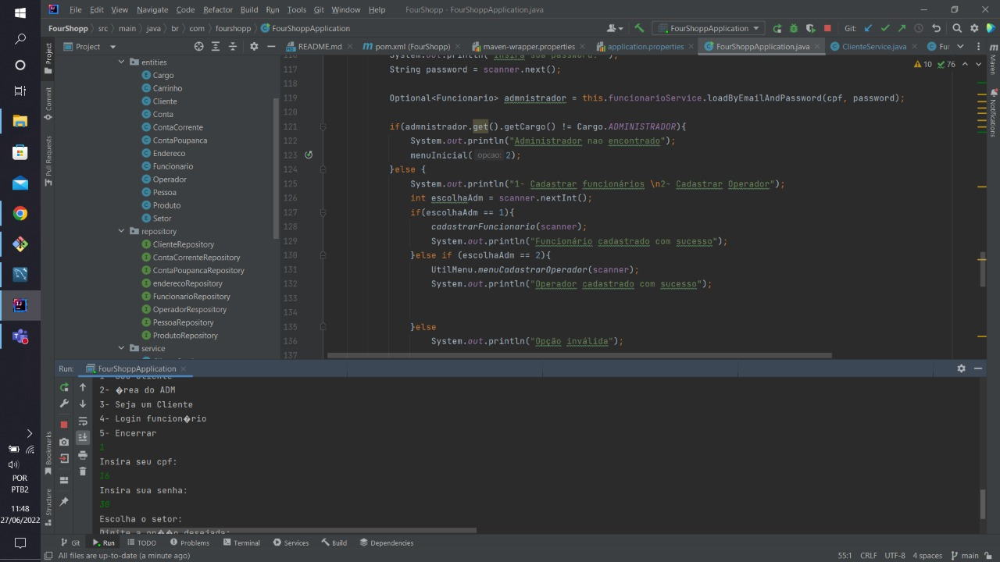 File Edit View Navigate Code Refactor Build Run Tools Git Window Help FourShopp - FourShoppApplication.java
FourShopp src main java br com fourshopp FourShoppApplication FourShoppApplication Git:
Project README.md pom.xml (FourShopp) maven-wrapper.properties application.properties FourShoppApplication.java ClienteService.java Fur
10 76
entities
Cargo
Carrinho
Cliente
Conta
ContaCorrente
ContaPoupanca
Endereco
Funcionario
Operador
Pessoa
Produto
Setor
repository
ClienteRepository
ContaCorrenteRepository
ContaPoupancaRepository
enderecoRepository
FuncionarioRepository
OperadorRespository
PessoaRepository
ProdutoRepository
service
116 System.out.println("Insira sua password: ");
117 String password = scanner.next();
118
119 Optional<Funcionario> admnistrador = this.funcionarioService.loadByEmailAndPassword(cpf, password);
120
121 if(admnistrador.get().getCargo() != Cargo.ADMINISTRADOR){
122 System.out.println("Administrador nao encontrado");
123 menuInicial( opcao: 2);
124 }else {
125 System.out.println("1- Cadastrar funcionários \n2- Cadastrar Operador");
126 int escolhaAdm = scanner.nextInt();
127 if(escolhaAdm == 1){
128 cadastrarFuncionario(scanner);
129 System.out.println("Funcionário cadastrado com sucesso");
130 }else if (escolhaAdm == 2){
131 UtilMenu.menuCadastrarOperador(scanner);
132 System.out.println("Operador cadastrado com sucesso");
133
134
135 }else
136 System.out.println("Opção inválida");
137
Run: FourShoppApplication
1- Sou cliente
2- �rea do ADM
3- Seja um Cliente
4- Login funcion�rio
5- Encerrar
1
Insira seu cpf:
16
Insira sua senha:
30
Escolha o setor:
Digite a op��o desejada:
Git Run TODO Problems Terminal Services Build Dependencies
All files are up-to-date (a minute ago) 55:1 CRLF UTF-8 4 spaces main
Project
Commit
Pull Requests
Bookmarks
Structure
Maven
Notifications
POR
PTB2
11:48
27/06/2022